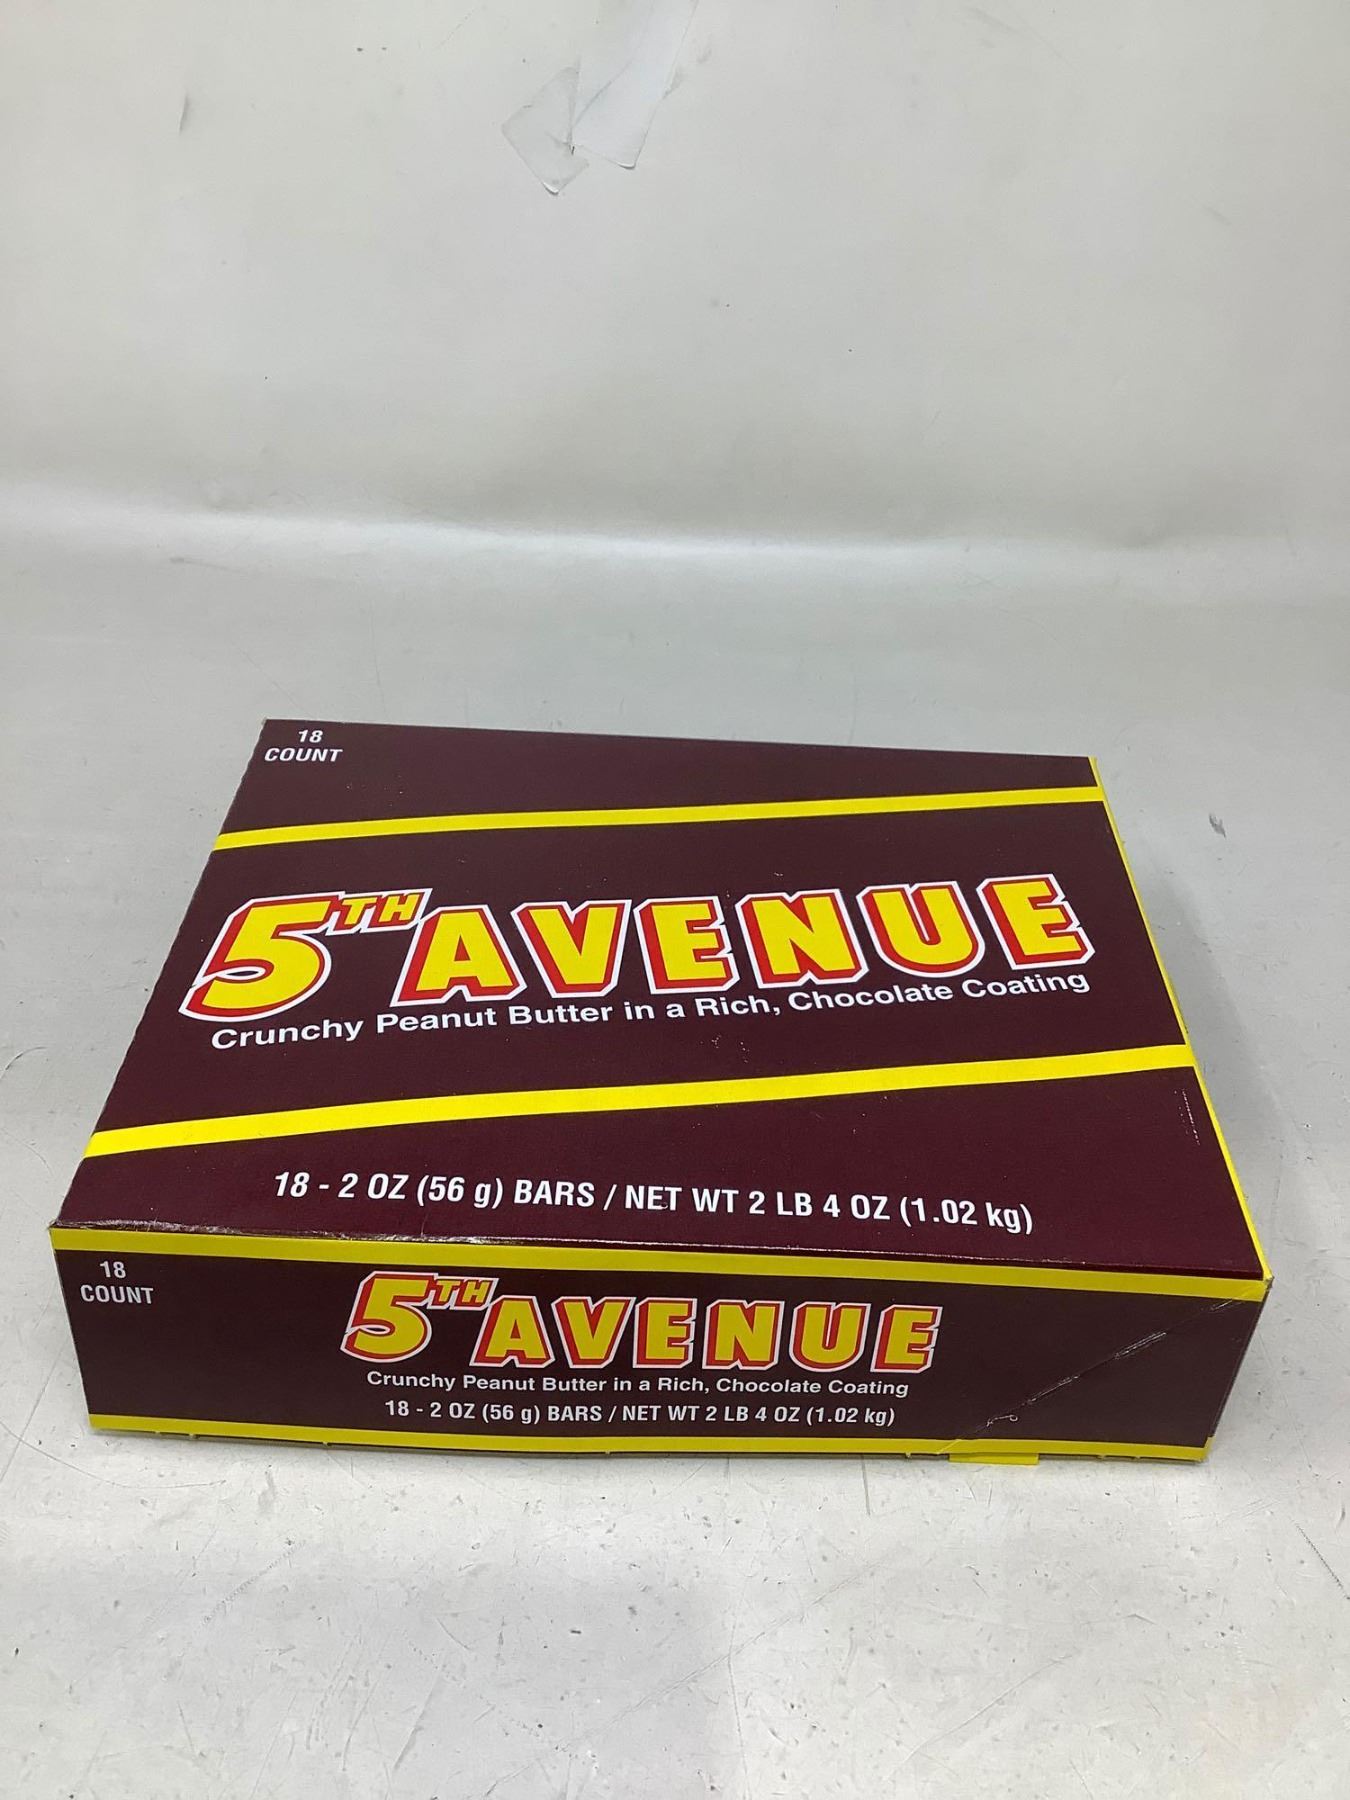 18
COUNT
5TH AVENUE
Crunchy Peanut Butter in a Rich, Chocolate Coating
18 - 2 OZ (56 g) BARS / NET WT 2 LB 4 OZ (1.02 kg)
18
COUNT
5TH AVENUE
Crunchy Peanut Butter in a Rich, Chocolate Coating
18 - 2 OZ (56 g) BARS / NET WT 2 LB 4 OZ (1.02 kg)